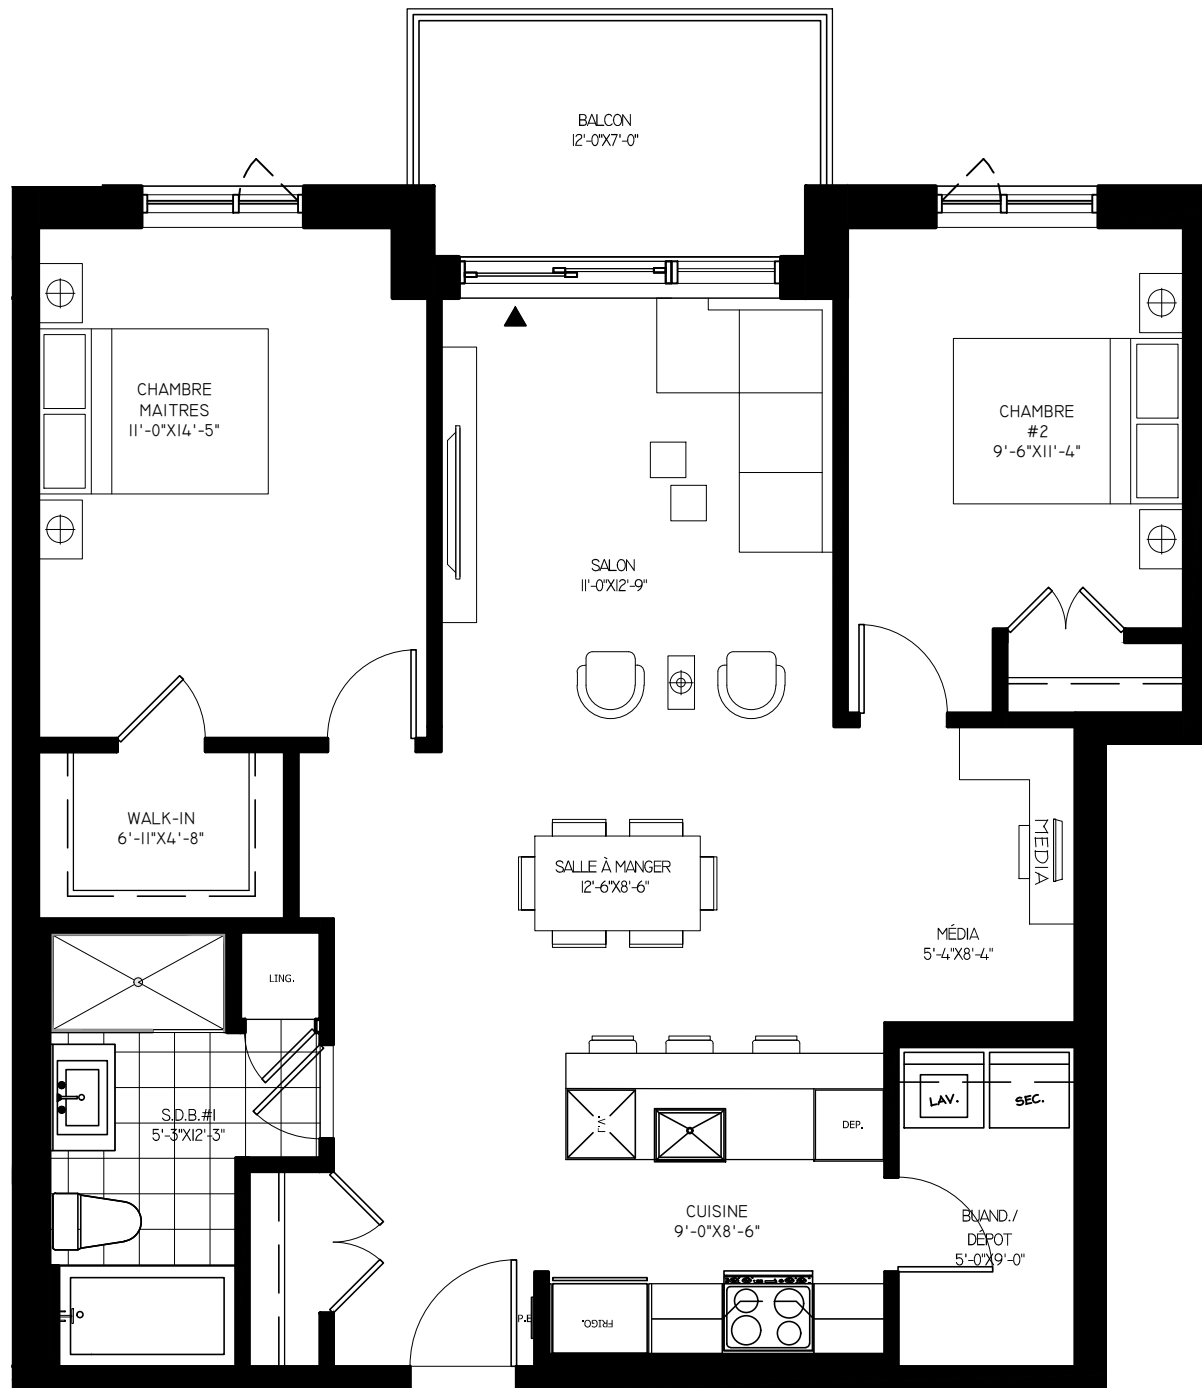 BALCON
12'-0"X7'-0"
CHAMBRE
MAITRES
11'-0"X14'-5"
CHAMBRE
#2
9'-6"X11'-4"
SALON
11'-0"X12'-9"
WALK-IN
6'-11"X4'-8"
SALLE À MANGER
12'-6"X8'-6"
MEDIA
MÉDIA
5'-4"X8'-4"
LING.
S.D.B.#1
5'-3"X12'-3"
L.V.
DEP.
LAV.
SEC.
CUISINE
9'-0"X8'-6"
BUAND./
DÉPOT
5'-0"X9'-0"
P.E
FRIGO.